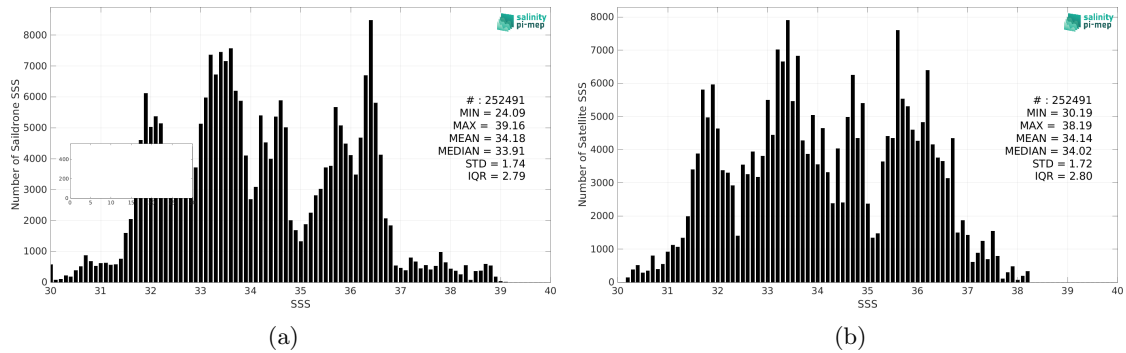 8000
7000
6000
5000
4000
3000
2000
1000
0
400
200
0
0 5 10 15
30 31 32 33 34 35 36 37 38 39 40
SSS
Number of Saildrone SSS
salinity
pi-mep
# : 252491
MIN = 24.09
MAX = 39.16
MEAN = 34.18
MEDIAN = 33.91
STD = 1.74
IQR = 2.79
(a)
8000
7000
6000
5000
4000
3000
2000
1000
0
30 31 32 33 34 35 36 37 38 39 40
SSS
Number of Satellite SSS
salinity
pi-mep
# : 252491
MIN = 30.19
MAX = 38.19
MEAN = 34.14
MEDIAN = 34.02
STD = 1.72
IQR = 2.80
(b)